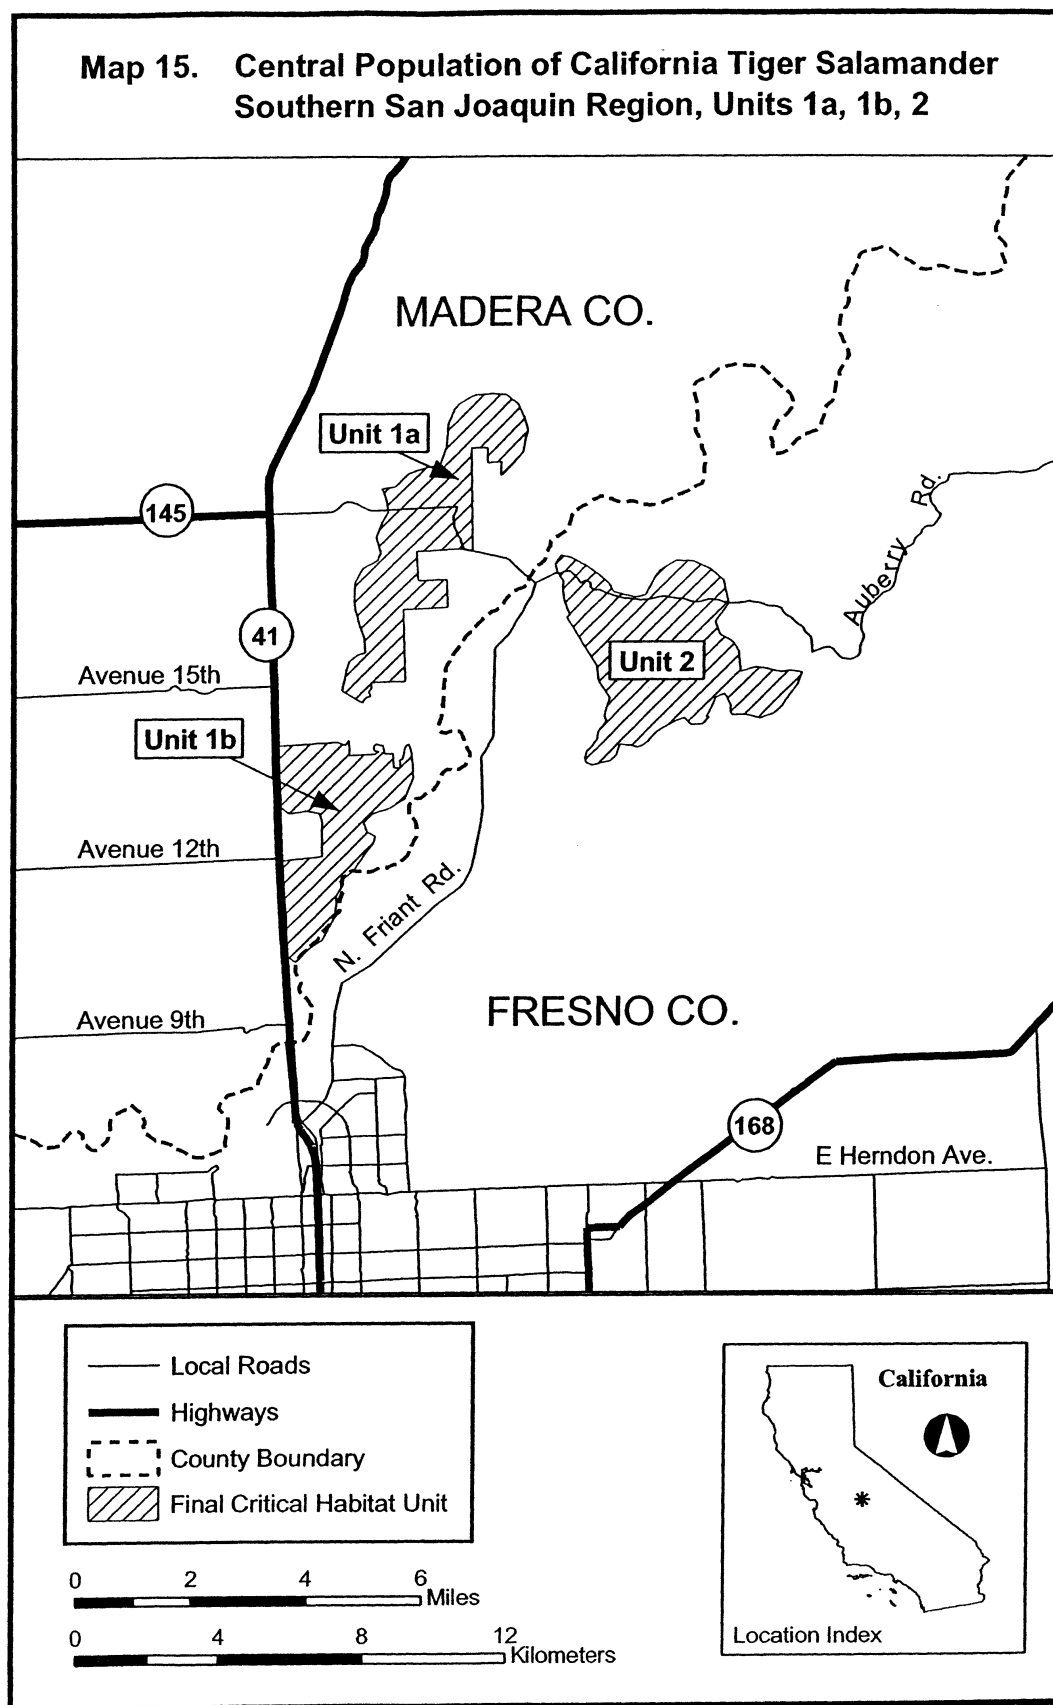 Map 15. Central Population of California Tiger Salamander
Southern San Joaquin Region, Units 1a, 1b, 2
MADERA CO.
Unit 1a
145
Auberry Rd.
41
Unit 2
Avenue 15th
Unit 1b
Avenue 12th
N. Friant Rd.
FRESNO CO.
Avenue 9th
168
E Herndon Ave.
Local Roads
Highways
County Boundary
Final Critical Habitat Unit
0 2 4 6
Miles
0 4 8 12
Kilometers
California
Location Index